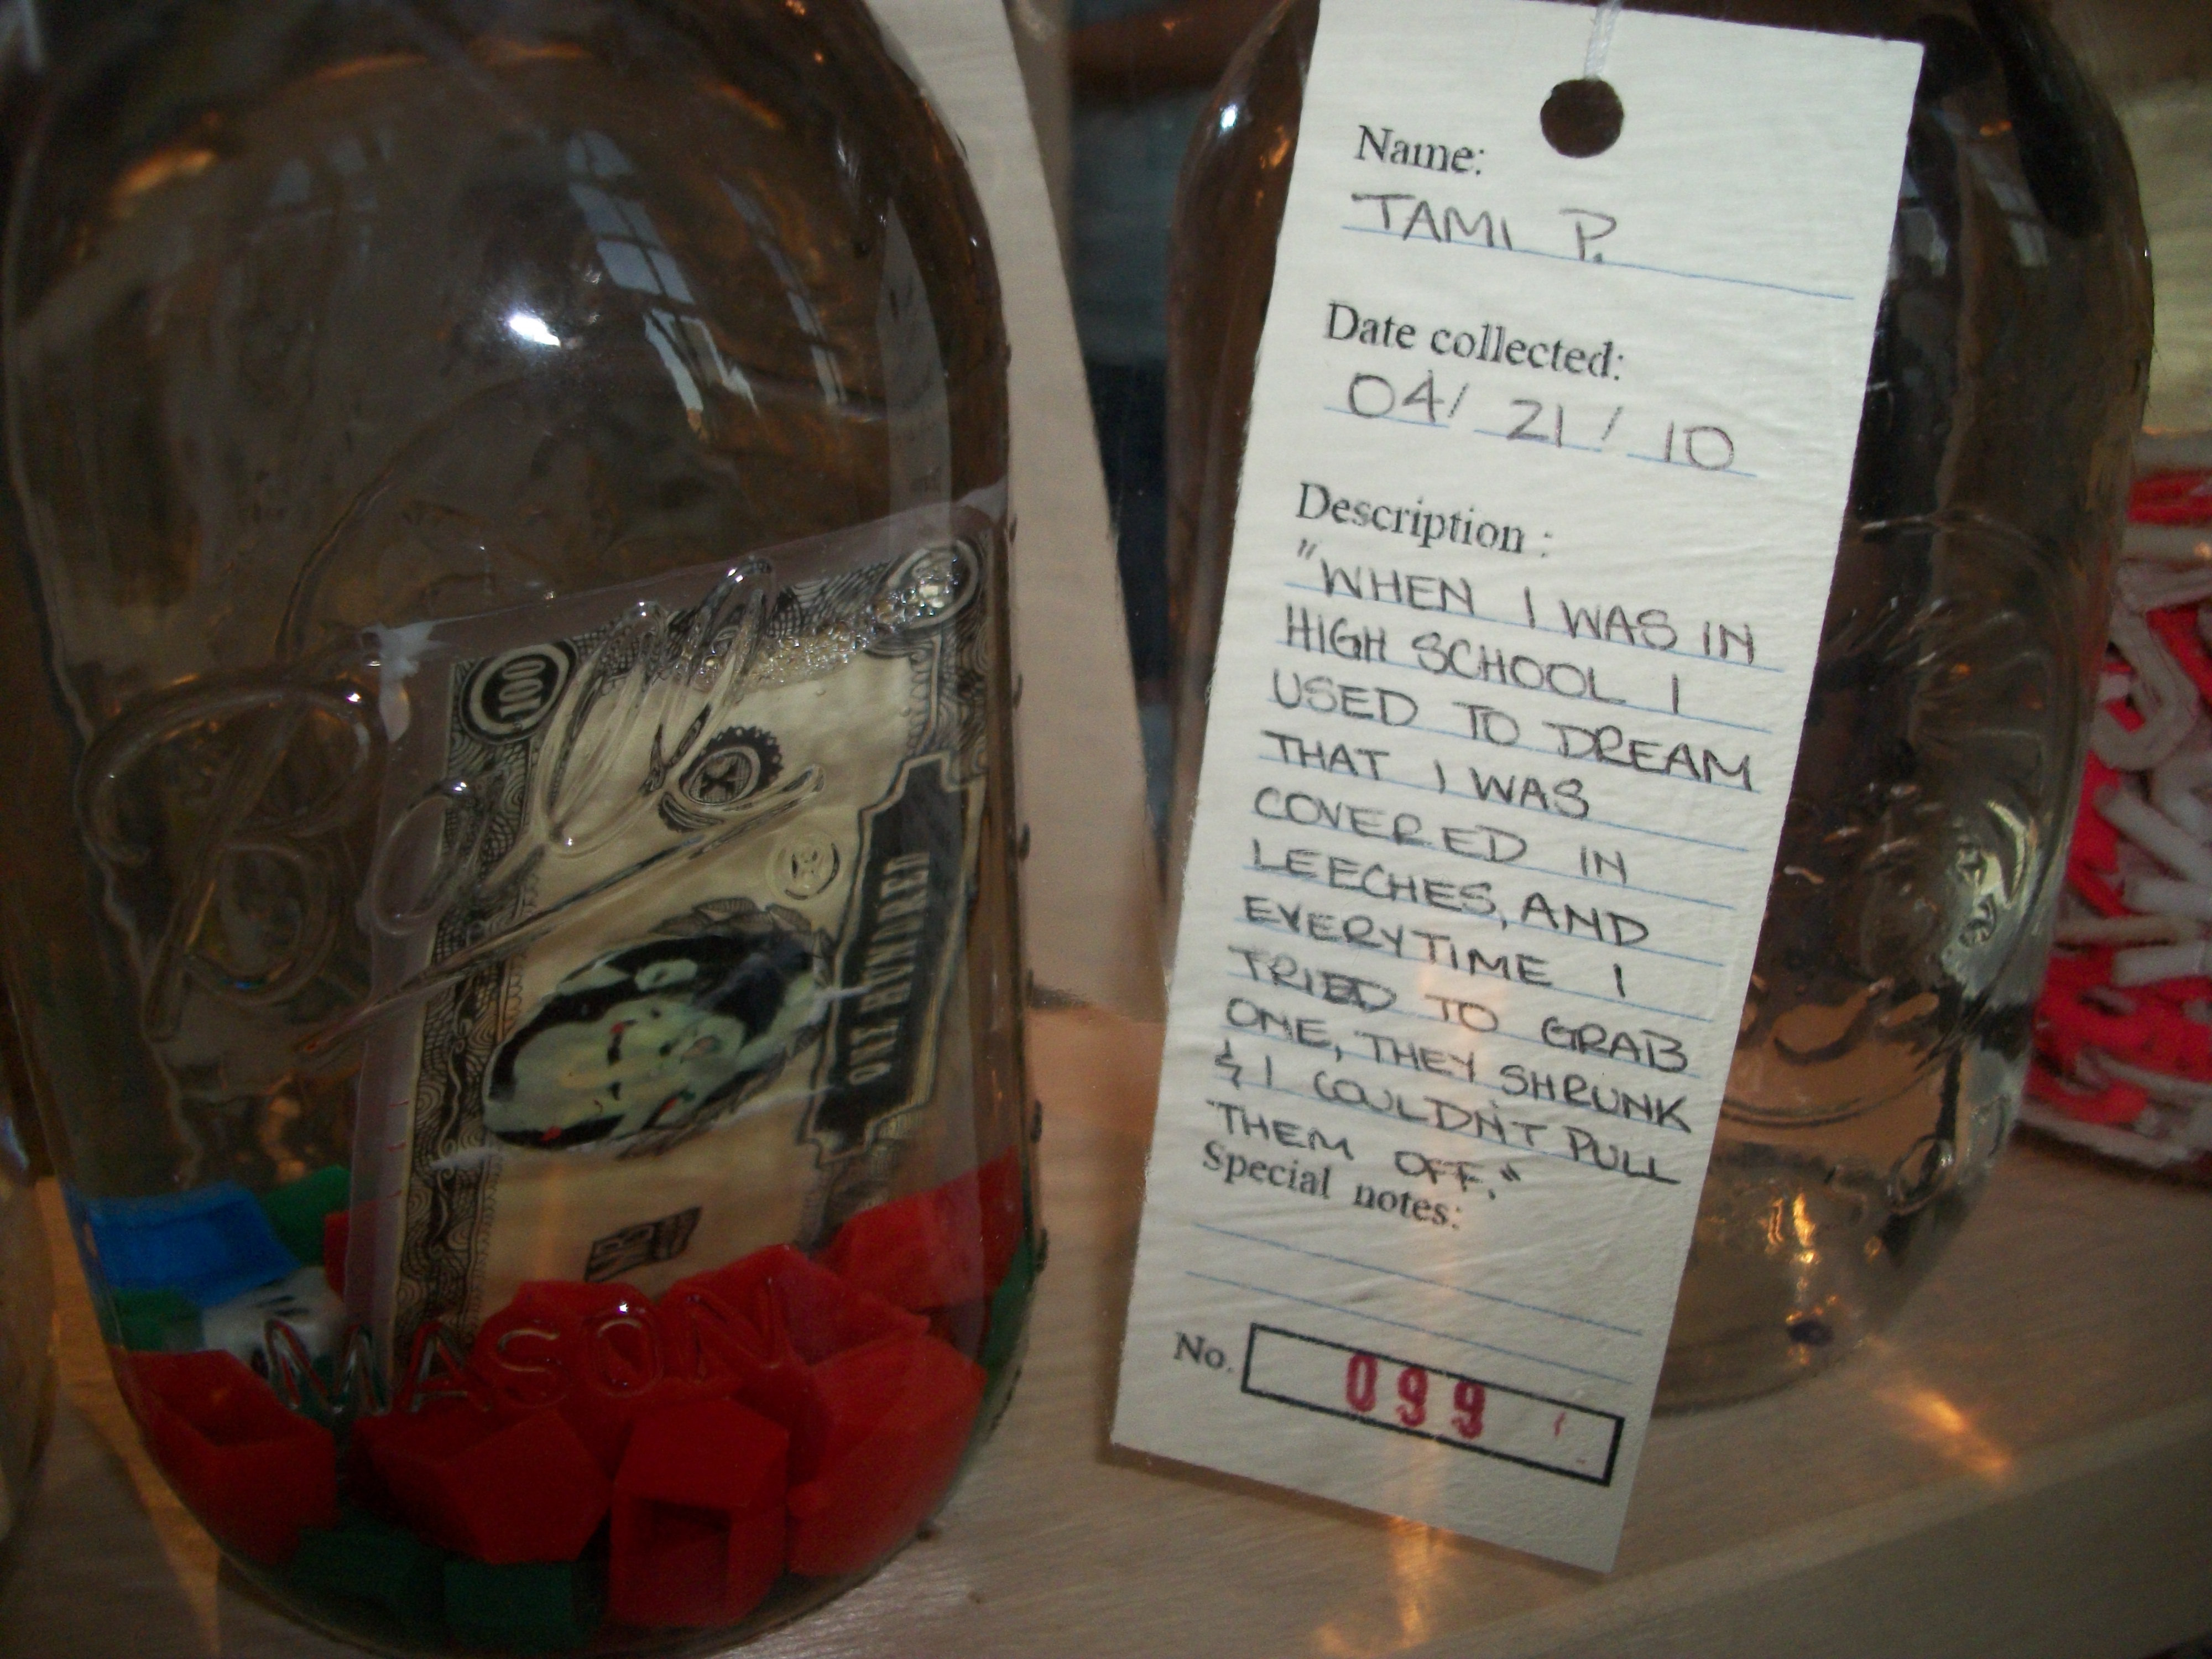 Ball
MASON
100
ONE HUNDRED
Name:
TAMI P.
Date collected:
04/ 21 / 10
Description :
"WHEN I WAS IN
HIGH SCHOOL I
USED TO DREAM
THAT I WAS
COVERED IN
LEECHES, AND
EVERYTIME I
TRIED TO GRAB
ONE, THEY SHRUNK
& I COULDN'T PULL
THEM OFF."
Special notes:
No. 099